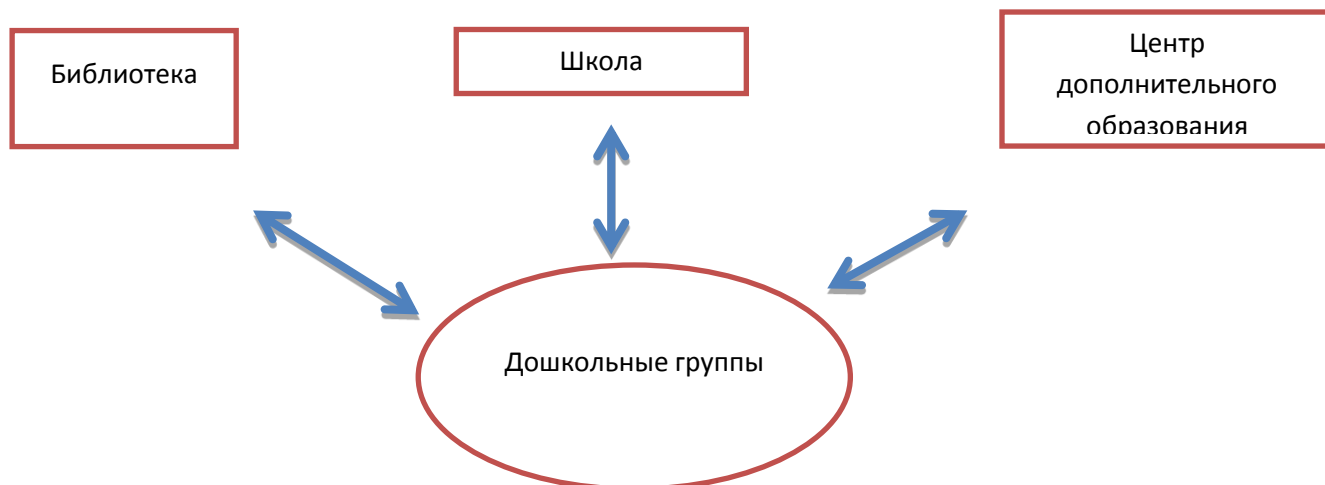 Библиотека
Школа
Центр
дополнительного
образования
Дошкольные группы